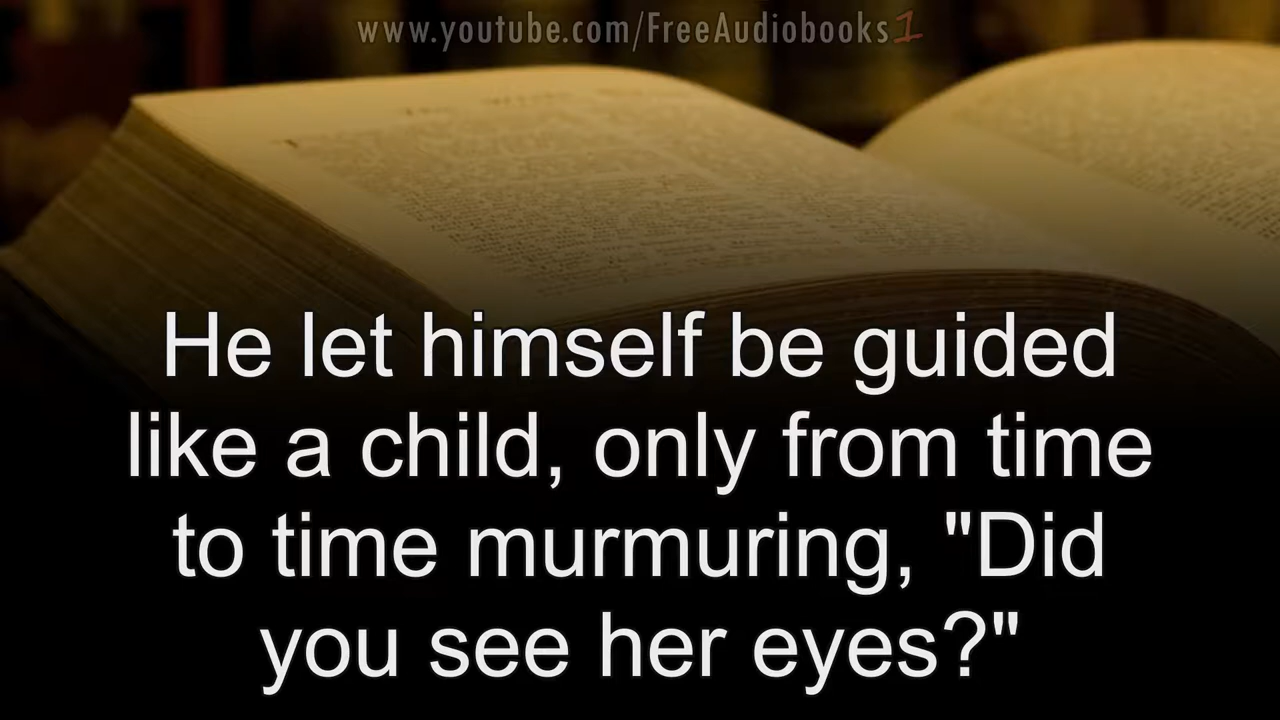 www.youtube.com/FreeAudiobooks1
He let himself be guided
like a child, only from time
to time murmuring, "Did
you see her eyes?"